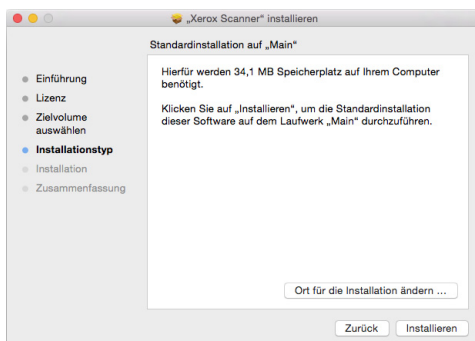 „Xerox Scanner“ installieren
Standardinstallation auf „Main“
Einführung
Lizenz
Zielvolume
auswählen
Installationstyp
Installation
Zusammenfassung
Hierfür werden 34,1 MB Speicherplatz auf Ihrem Computer
benötigt.
Klicken Sie auf „Installieren“, um die Standardinstallation
dieser Software auf dem Laufwerk „Main“ durchzuführen.
Ort für die Installation ändern ...
Zurück
Installieren